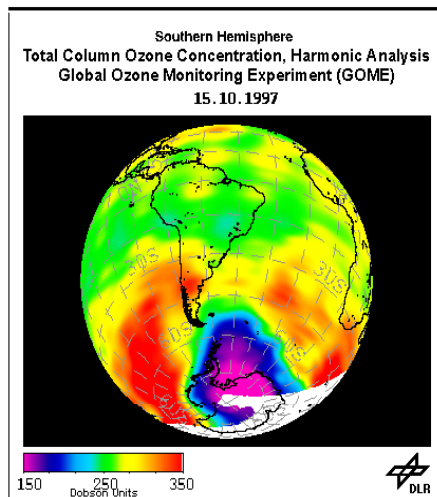 Southern Hemisphere
Total Column Ozone Concentration, Harmonic Analysis
Global Ozone Monitoring Experiment (GOME)
15.10.1997
30S
30S
60S
60S
150
250
350
Dobson Units
DLR